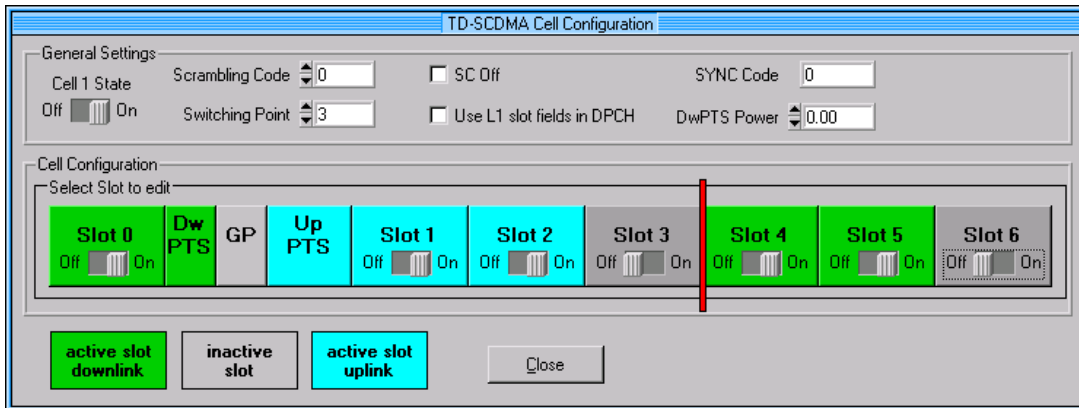 TD-SCDMA Cell Configuration
General Settings
Cell 1 State
Off On
Scrambling Code 0
Switching Point 3
SC Off
Use L1 slot fields in DPCH
SYNC Code 0
DwPTS Power 0.00
Cell Configuration
Select Slot to edit
Slot 0
Off On
Dw
PTS
GP
Up
PTS
Slot 1
Off On
Slot 2
Off On
Slot 3
Off On
Slot 4
Off On
Slot 5
Off On
Slot 6
Off On
active slot
downlink
inactive
slot
active slot
uplink
Close